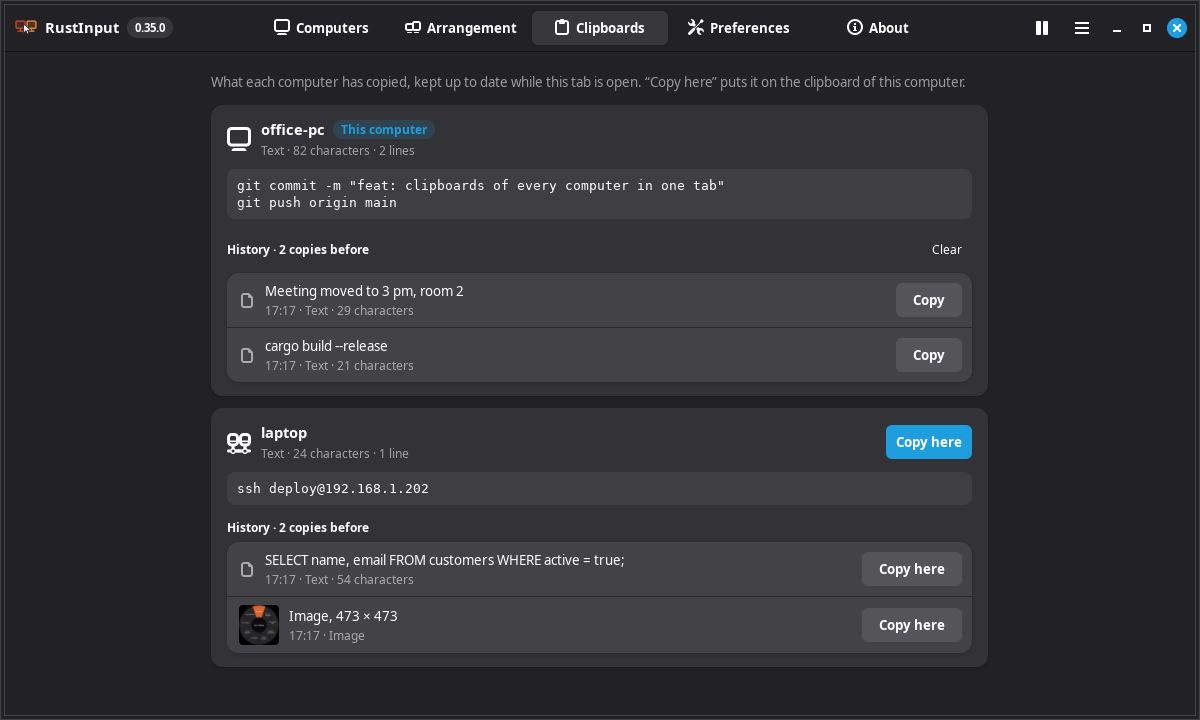 RustInput 0.35.0 Computers Arrangement Clipboards Preferences About
What each computer has copied, kept up to date while this tab is open. “Copy here” puts it on the clipboard of this computer.
office-pc This computer
Text · 82 characters · 2 lines
git commit -m "feat: clipboards of every computer in one tab"
git push origin main
History · 2 copies before Clear
Meeting moved to 3 pm, room 2
17:17 · Text · 29 characters
Copy
cargo build --release
17:17 · Text · 21 characters
Copy
laptop
Text · 24 characters · 1 line
Copy here
ssh deploy@192.168.1.202
History · 2 copies before
SELECT name, email FROM customers WHERE active = true;
17:17 · Text · 54 characters
Copy here
Image, 473 × 473
17:17 · Image
Copy here